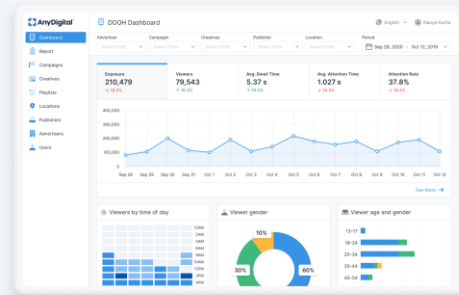 AnyDigital
DOOH Dashboard
English
Dashboard
Report
Campaigns
Creatives
Playlists
Locations
Publishers
Advertisers
Users
Advertiser
Campaign
Creatives
Publisher
Location
Period
Select Filter
Select Filter
Select Filter
Select Filter
Select Filter
Sep 28, 2020 - Oct 12, 2019
Exposure
210,479
Viewers
79,543
Avg. Dwell Time
5.37 s
Avg. Attention Time
1.027 s
Attention Rate
37.8%
400,000
300,000
200,000
100,000
0
Sep 28
Sep 29
Sep 30
Sep 31
Oct 1
Oct 2
Oct 3
Oct 4
Oct 5
Oct 6
Oct 7
Oct 8
Oct 9
Oct 10
Oct 11
Oct 12
See More
Viewers by time of day
12AM
2AM
4AM
6AM
8AM
10AM
12PM
2PM
4PM
Viewer gender
10%
30%
60%
Viewer age and gender
13-17
18-24
25-34
35-44
45-54